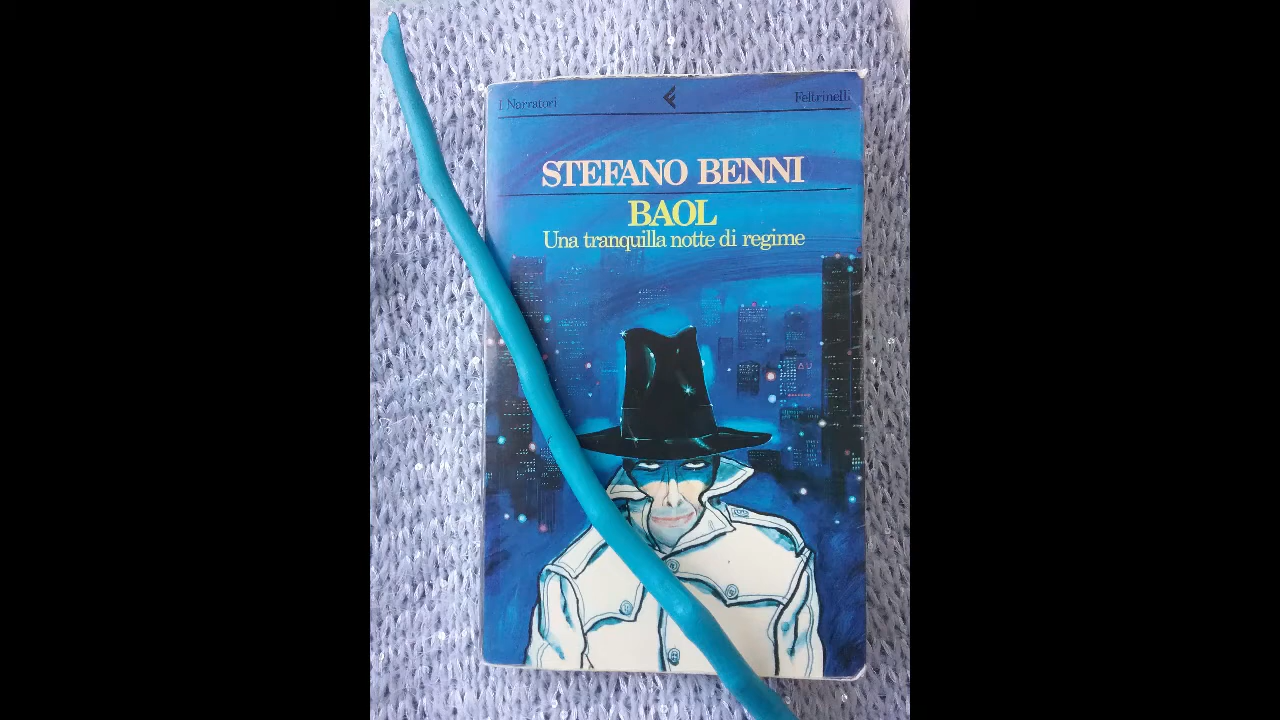 I Narratori
Feltrinelli
STEFANO BENNI
BAOL
Una tranquilla notte di regime